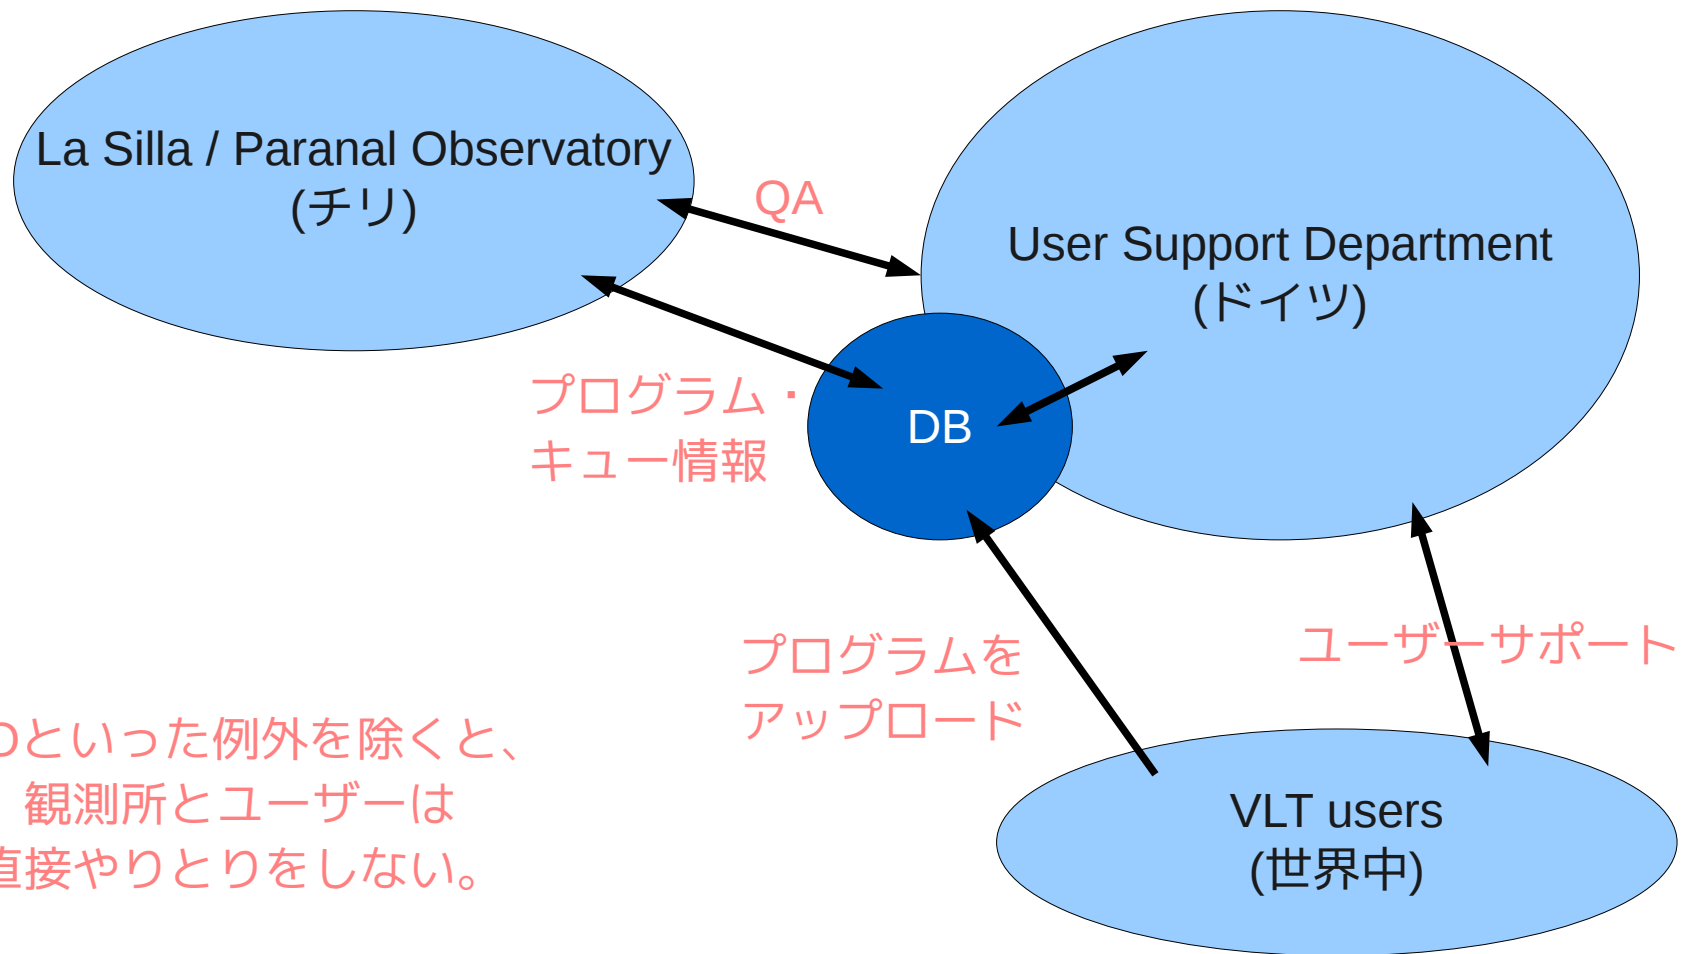 La Silla / Paranal Observatory
(チリ)
QA
User Support Department
(ドイツ)
プログラム・
キュー情報
DB
プログラムを
アップロード
ユーザーサポート
といった例外を除くと、
観測所とユーザーは
直接やりとりをしない。
VLT users
(世界中)